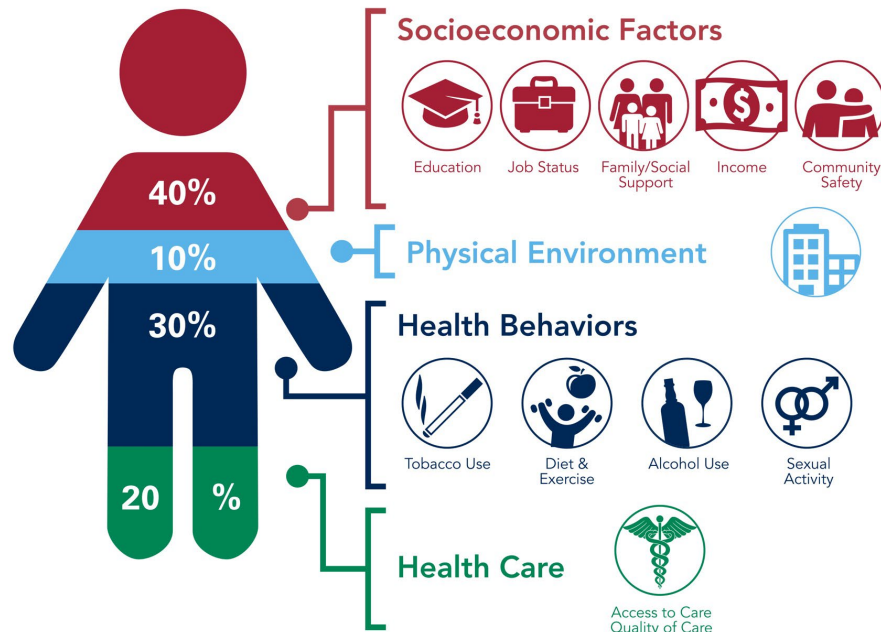 Socioeconomic Factors
$
Education
Job Status
Family/Social
Support
Income
Community
Safety
40%
10%
Physical Environment
30%
Health Behaviors
Tobacco Use
Diet &
Exercise
Alcohol Use
Sexual
Activity
20 %
Health Care
Access to Care
Quality of Care